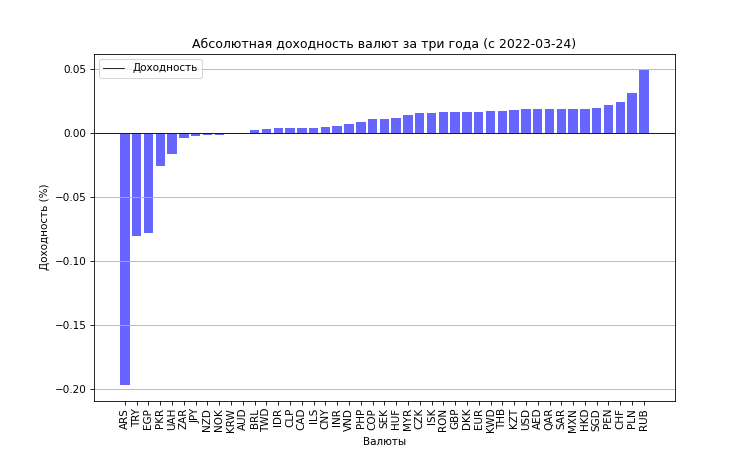 Абсолютная доходность валют за три года (с 2022-03-24)
Доходность
0.05
0.00
−0.05
−0.10
−0.15
−0.20
Доходность (%)
ARS TRY EGP PKR UAH ZAR JPY NZD NOK KRW AUD BRL TWD IDR CLP CAD ILS CNY INR VND PHP COP SEK HUF MYR CZK ISK RON GBP DKK EUR KWD THB KZT USD AED QAR SAR MXN HKD SGD PEN CHF PLN RUB
Валюты